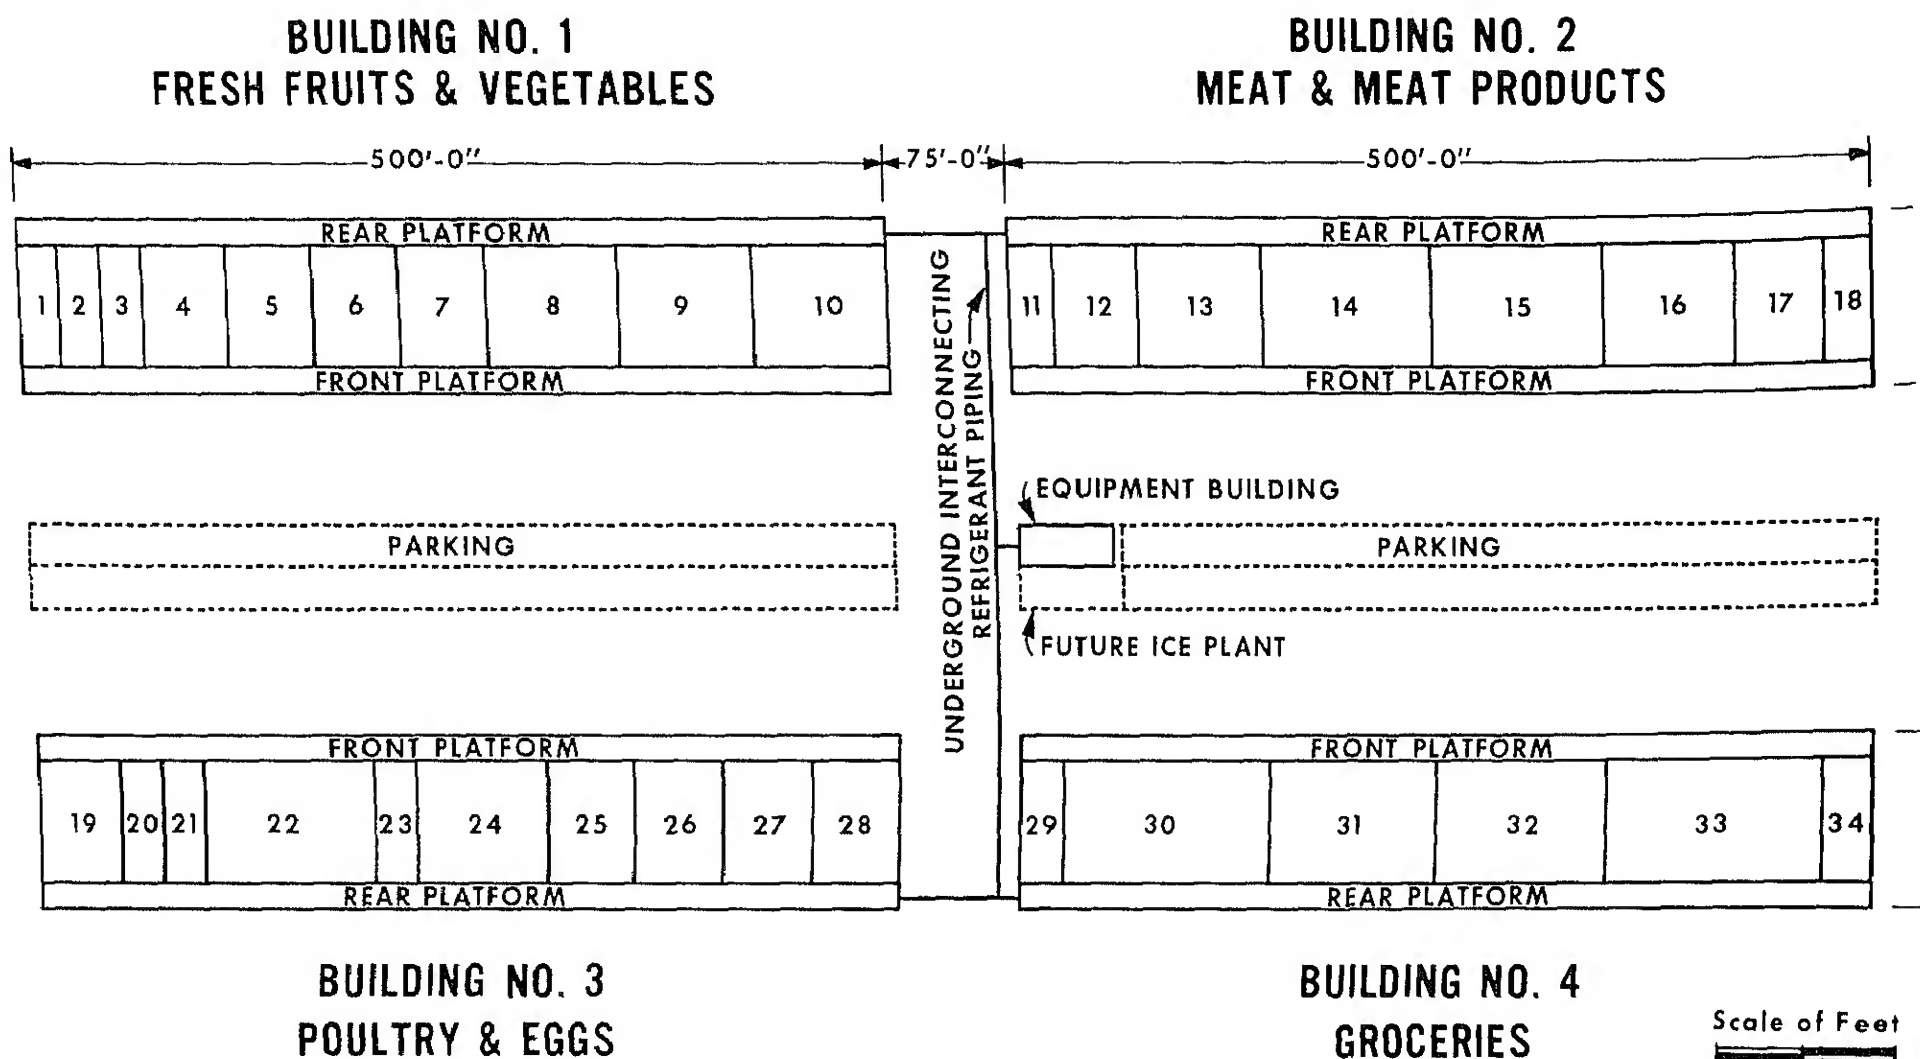 BUILDING NO. 1
FRESH FRUITS & VEGETABLES
BUILDING NO. 2
MEAT & MEAT PRODUCTS
500'-0"
75'-0"
500'-0"
REAR PLATFORM
1 2 3 4 5 6 7 8 9 10
FRONT PLATFORM
REAR PLATFORM
11 12 13 14 15 16 17 18
FRONT PLATFORM
UNDERGROUND INTERCONNECTING
REFRIGERANT PIPING
PARKING
EQUIPMENT BUILDING
PARKING
FUTURE ICE PLANT
FRONT PLATFORM
19 20 21 22 23 24 25 26 27 28
REAR PLATFORM
FRONT PLATFORM
29 30 31 32 33 34
REAR PLATFORM
BUILDING NO. 3
POULTRY & EGGS
BUILDING NO. 4
GROCERIES
Scale of Feet